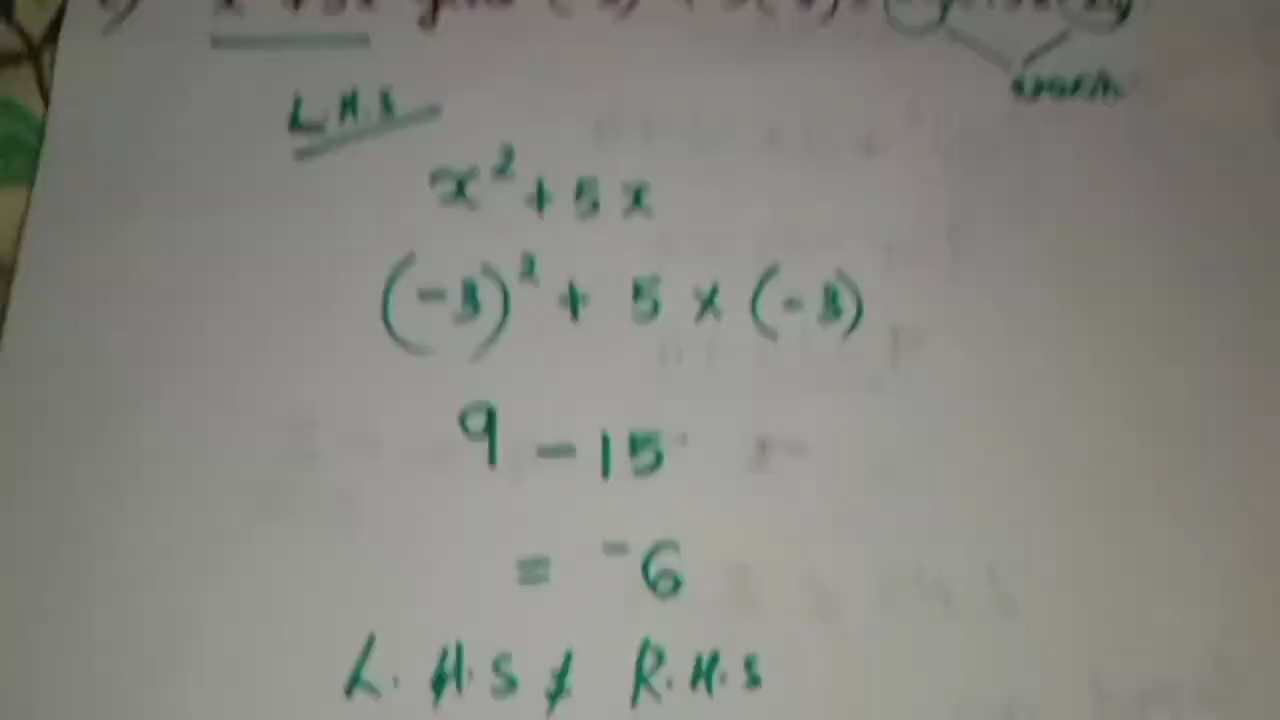 L.H.S
x² + 5x
(-3)² + 5 x (-3)
9 - 15
= -6
L.H.S ≠ R.H.S